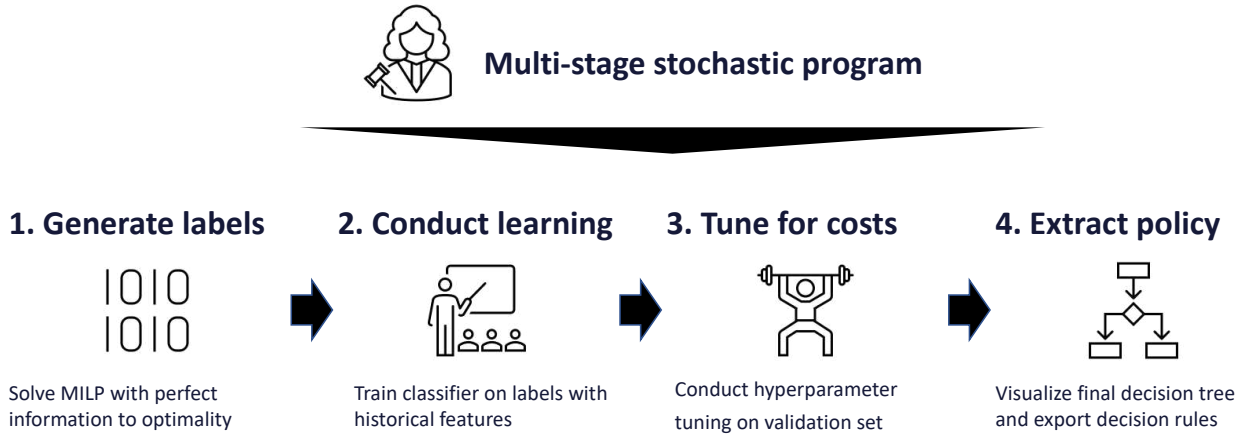 Multi-stage stochastic program
1. Generate labels
2. Conduct learning
3. Tune for costs
4. Extract policy
1010
1010
Solve MILP with perfect
information to optimality
Train classifier on labels with
historical features
Conduct hyperparameter
tuning on validation set
Visualize final decision tree
and export decision rules